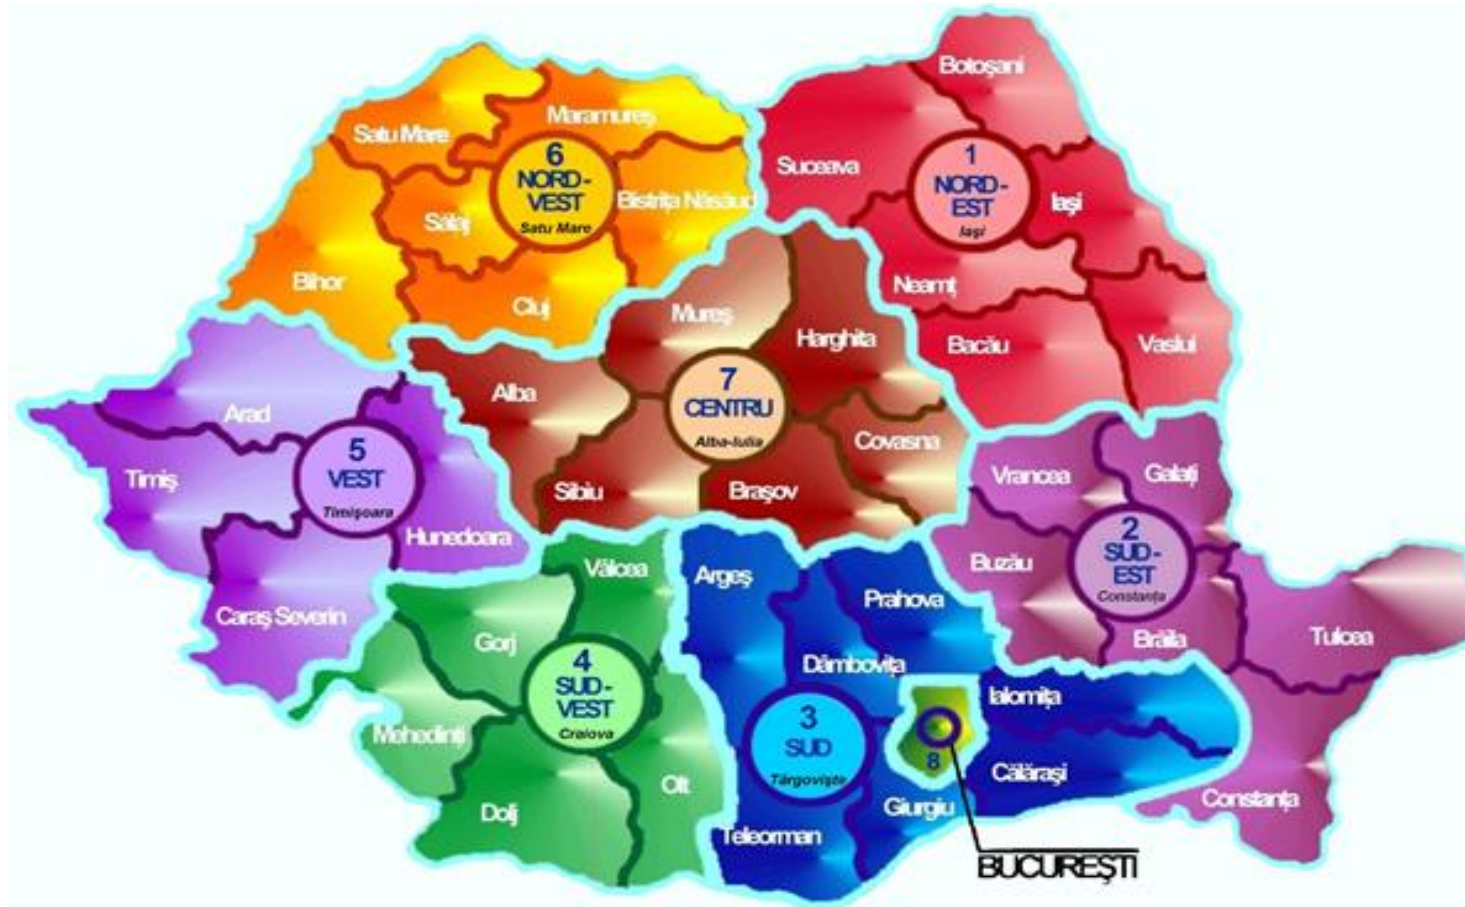 Botoşani
Suceava
1
NORD-
EST
Iaşi
Iaşi
Neamţ
Bacău
Vaslui
Satu Mare
Maramureş
6
NORD-
VEST
Satu Mare
Bistriţa Năsăud
Sălaj
Bihor
Cluj
Mureş
Harghita
Alba
7
CENTRU
Alba-Iulia
Covasna
Sibiu
Braşov
Arad
Timiş
5
VEST
Timişoara
Hunedoara
Caraş Severin
Vrancea
Galaţi
2
SUD-
EST
Constanţa
Buzău
Brăila
Tulcea
Constanţa
Vâlcea
Gorj
4
SUD-
VEST
Craiova
Mehedinţi
Dolj
Olt
Argeş
Prahova
Dâmboviţa
3
SUD
Târgovişte
Ialomiţa
8
Călăraşi
Giurgiu
Teleorman
BUCUREŞTI